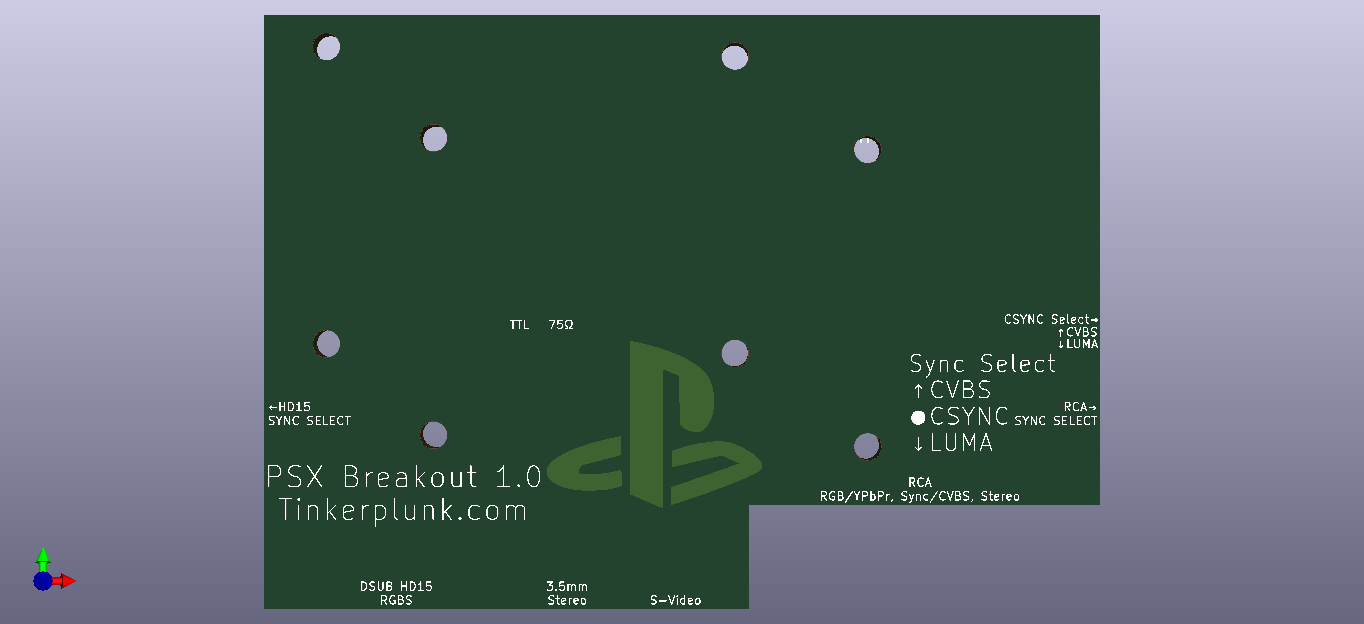 TTL 75Ω
CSYNC Select→
↑CVBS
↓LUMA
Sync Select
↑CVBS
●CSYNC
↓LUMA
←HD15
SYNC SELECT
RCA→
SYNC SELECT
PSX Breakout 1.0
Tinkerplunk.com
RCA
RGB/YPbPr, Sync/CVBS, Stereo
DSUB HD15
RGBS
3.5mm
Stereo
S-Video